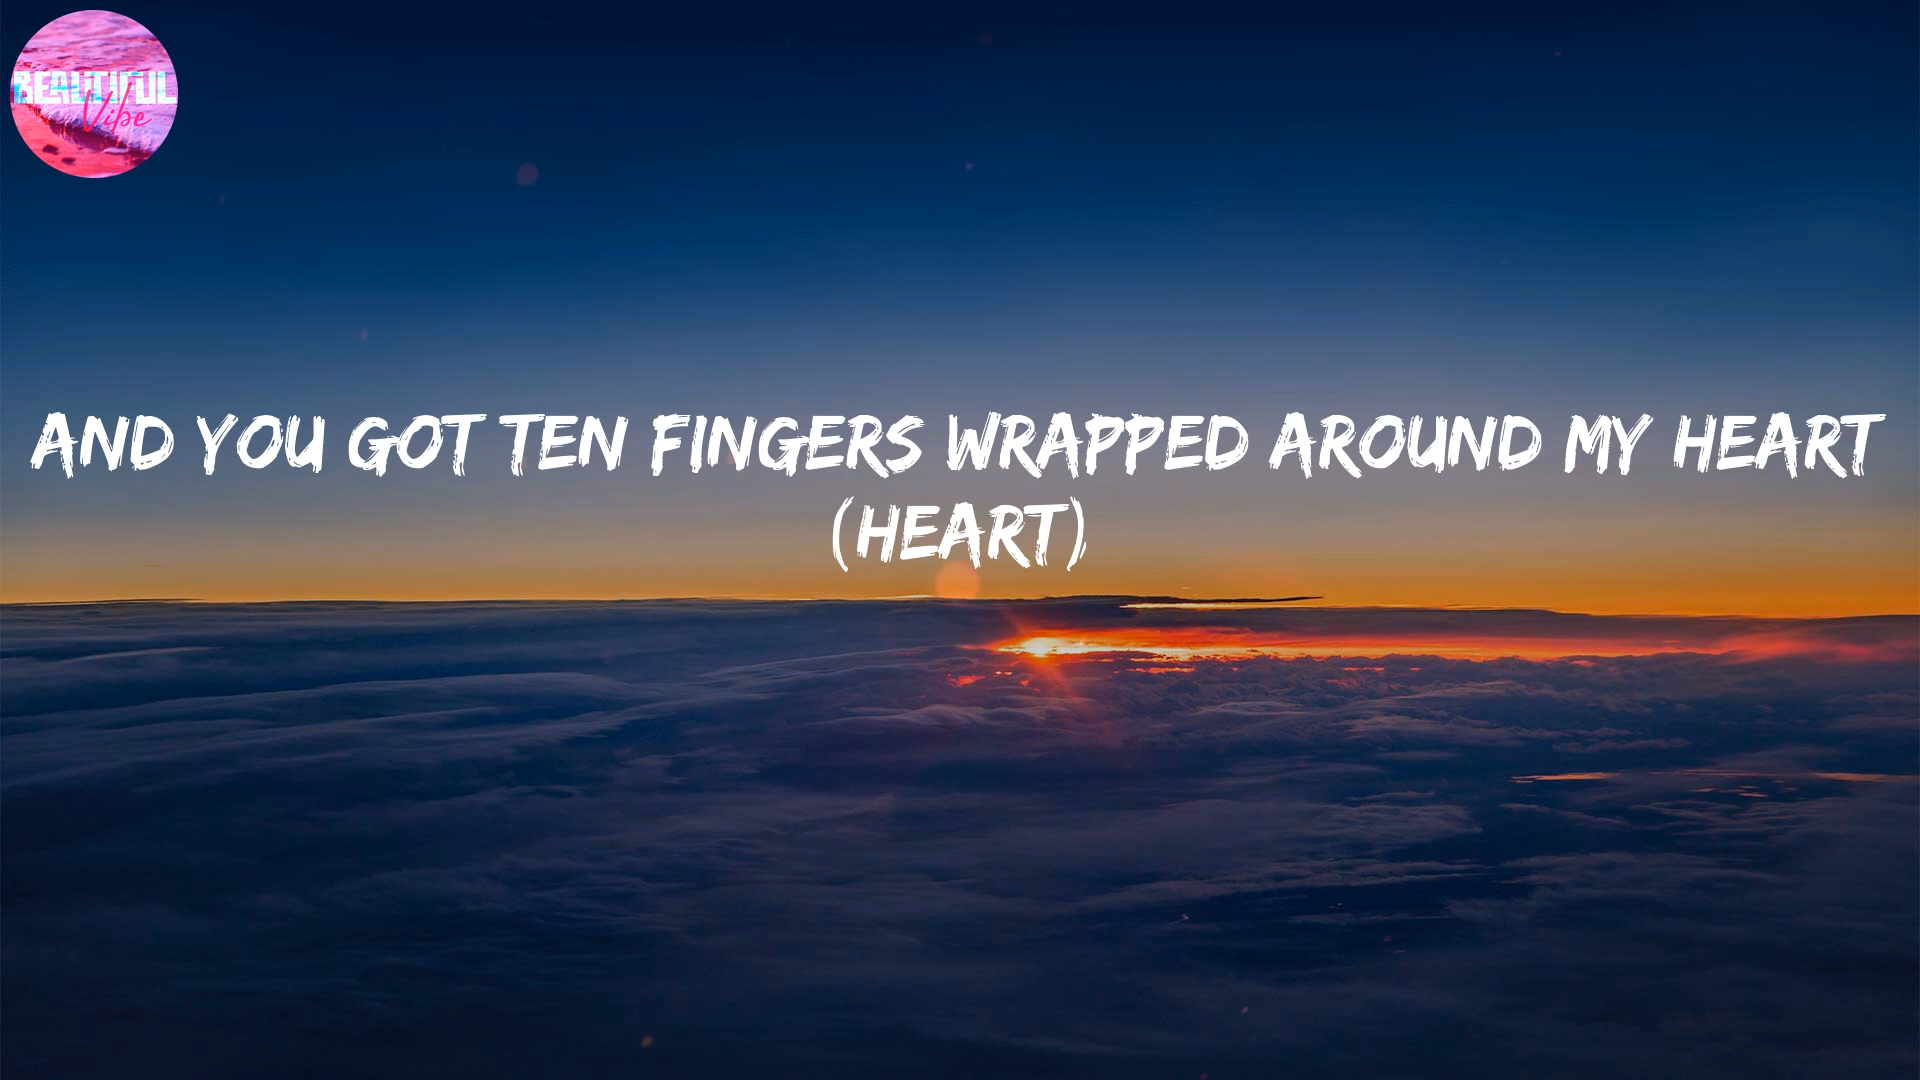 BEAUTIFUL
Vibe
AND YOU GOT TEN FINGERS WRAPPED AROUND MY HEART
(HEART)